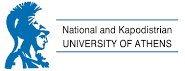 National and Kapodistrian
UNIVERSITY OF ATHENS